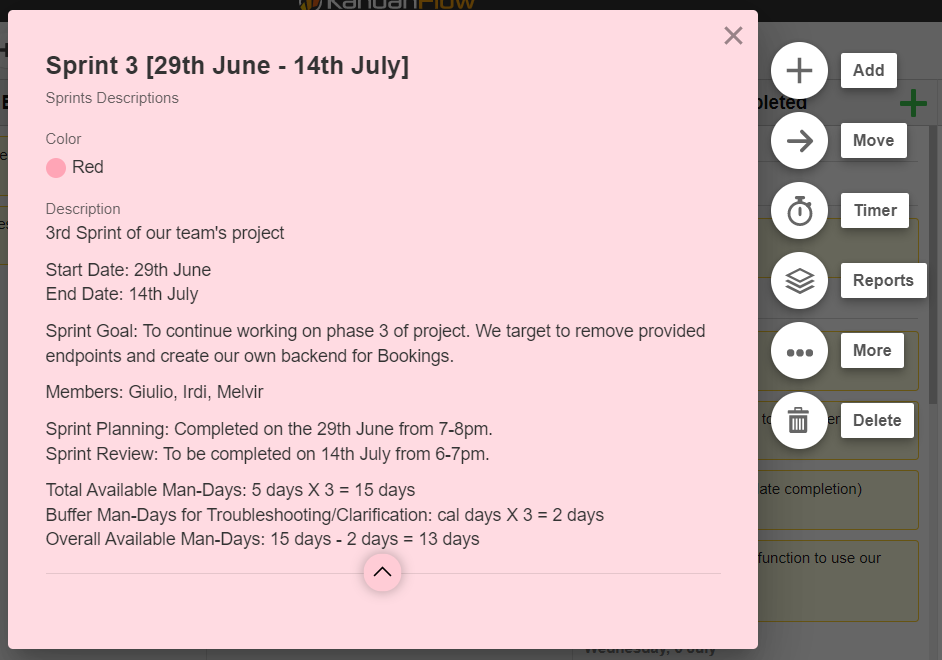 KanbanFlow
Sprint 3 [29th June - 14th July]
Sprints Descriptions
Color
Red
Description
3rd Sprint of our team's project
Start Date: 29th June
End Date: 14th July
Sprint Goal: To continue working on phase 3 of project. We target to remove provided
endpoints and create our own backend for Bookings.
Members: Giulio, Irdi, Melvir
Sprint Planning: Completed on the 29th June from 7-8pm.
Sprint Review: To be completed on 14th July from 6-7pm.
Total Available Man-Days: 5 days X 3 = 15 days
Buffer Man-Days for Troubleshooting/Clarification: cal days X 3 = 2 days
Overall Available Man-Days: 15 days - 2 days = 13 days
Add
Move
Timer
Reports
More
Delete
pleted
ate completion)
function to use our